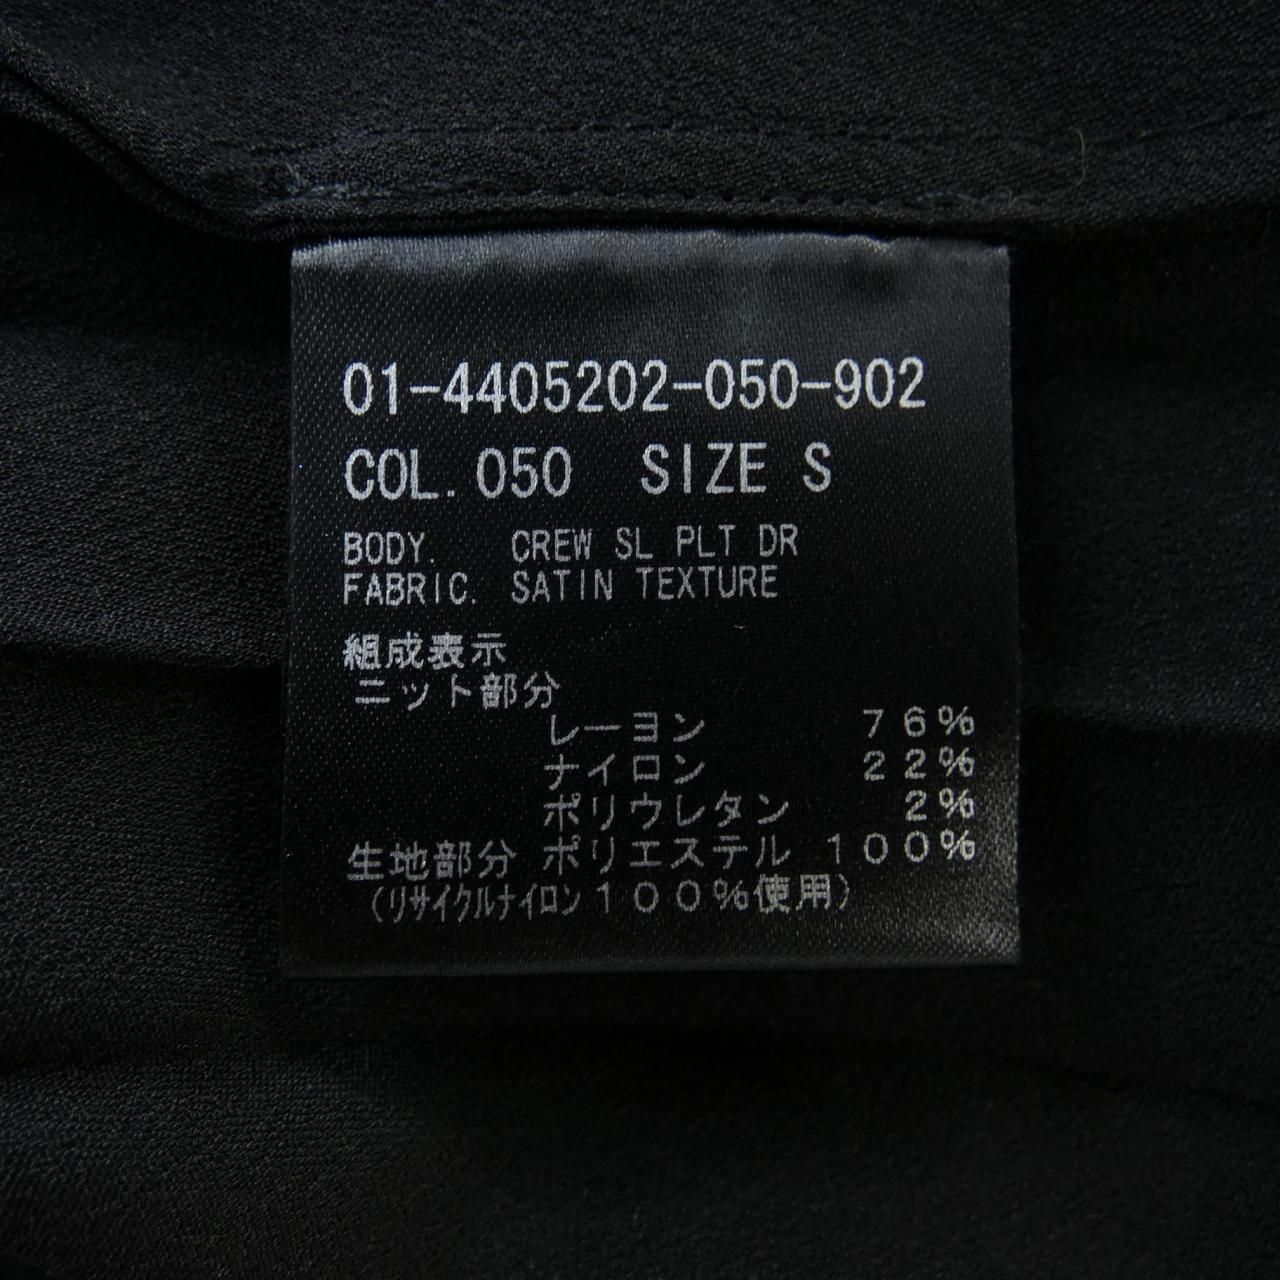 01-4405202-050-902
COL. 050 SIZE S
BODY. CREW SL PLT DR
FABRIC. SATIN TEXTURE
組成表示
ニット部分
レーヨン 76%
ナイロン 22%
ポリウレタン 2%
生地部分 ポリエステル 100%
(リサイクルナイロン100%使用)